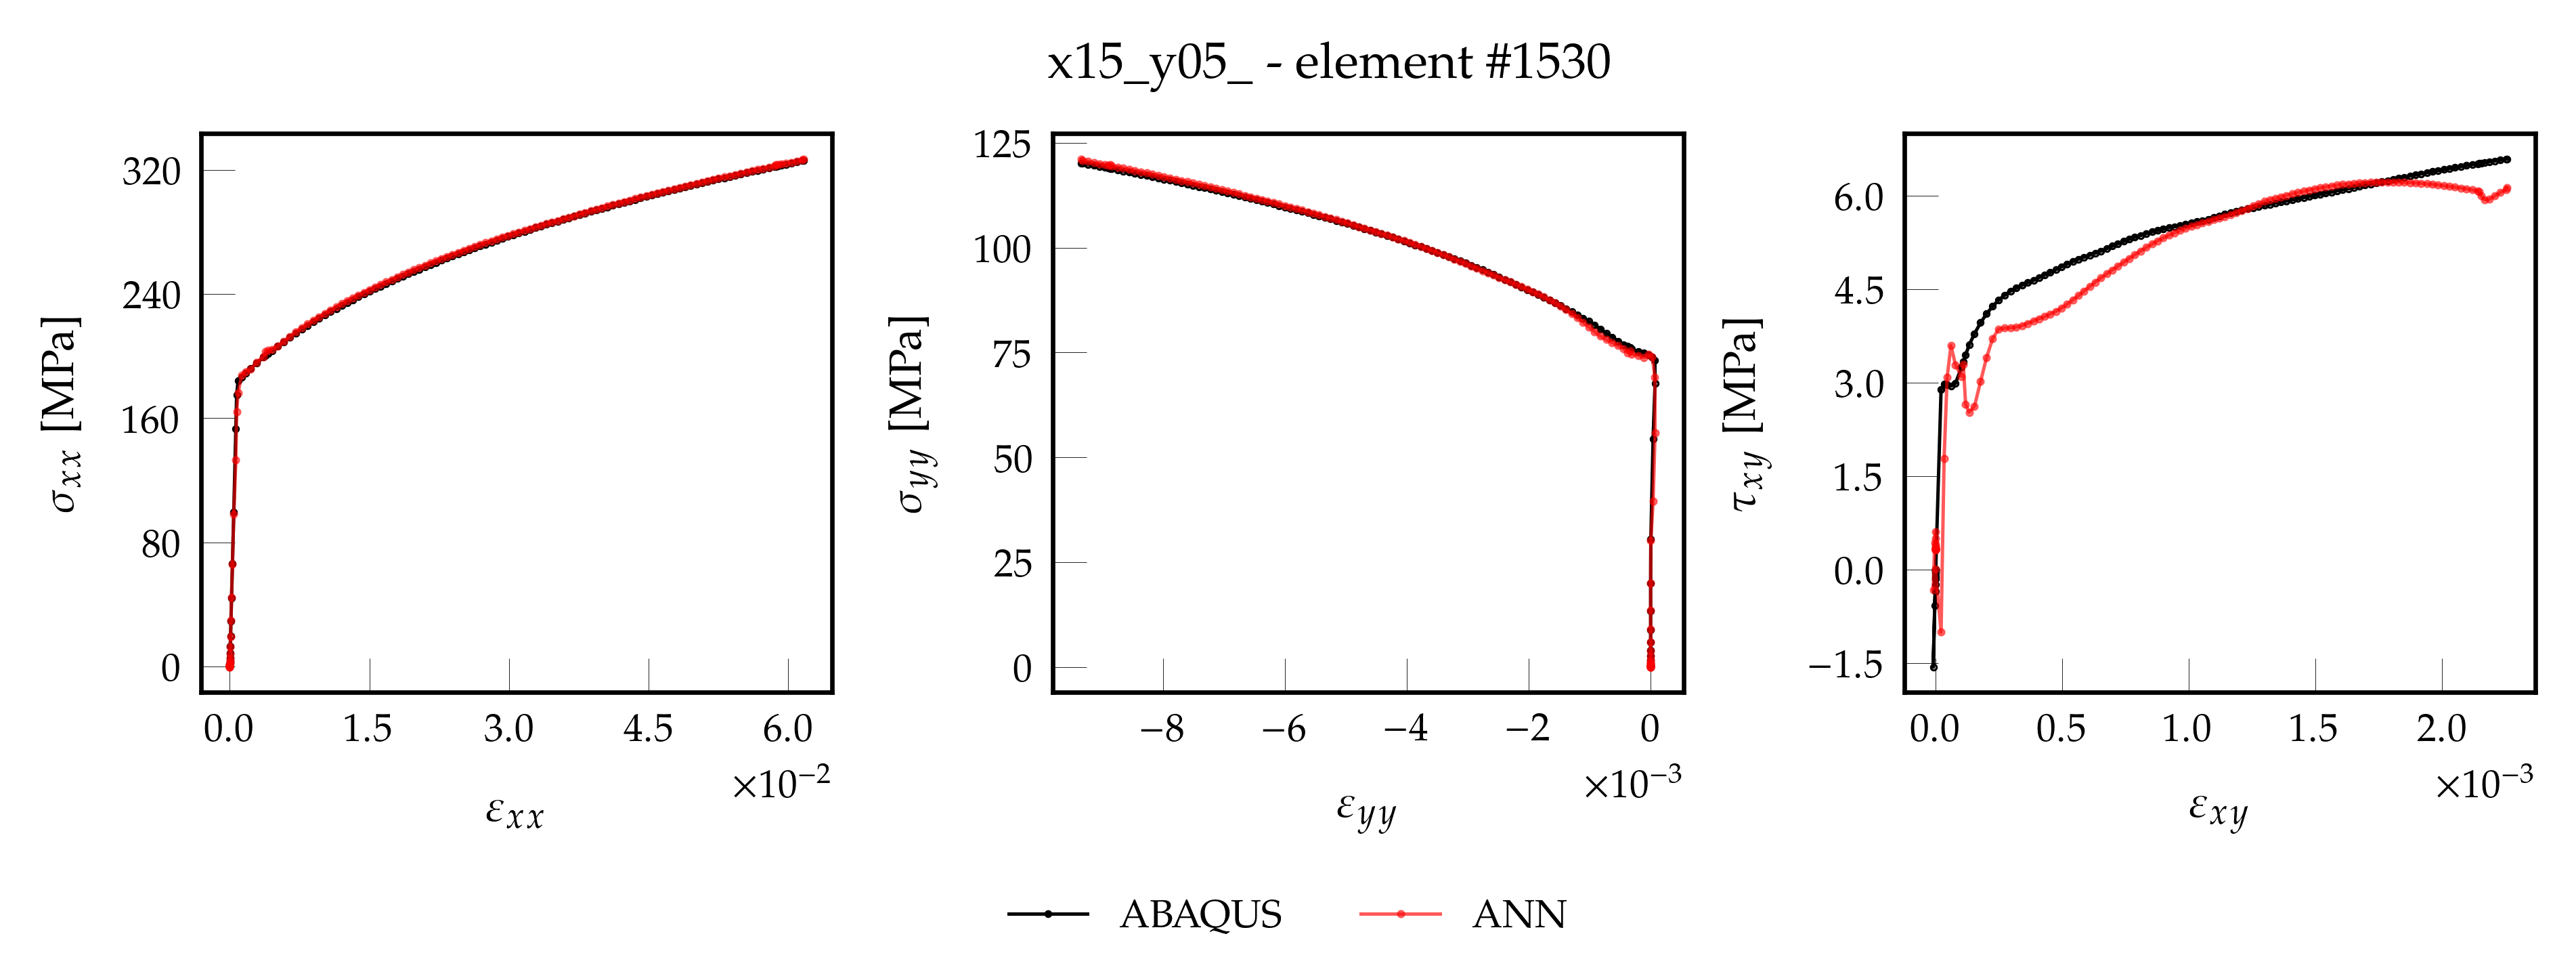 x15_y05_ - element #1530
320
240
160
80
0
σxx [MPa]
0.0 1.5 3.0 4.5 6.0
×10−2
εxx
125
100
75
50
25
0
σyy [MPa]
−8 −6 −4 −2 0
×10−3
εyy
6.0
4.5
3.0
1.5
0.0
−1.5
τxy [MPa]
0.0 0.5 1.0 1.5 2.0
×10−3
εxy
ABAQUS ANN